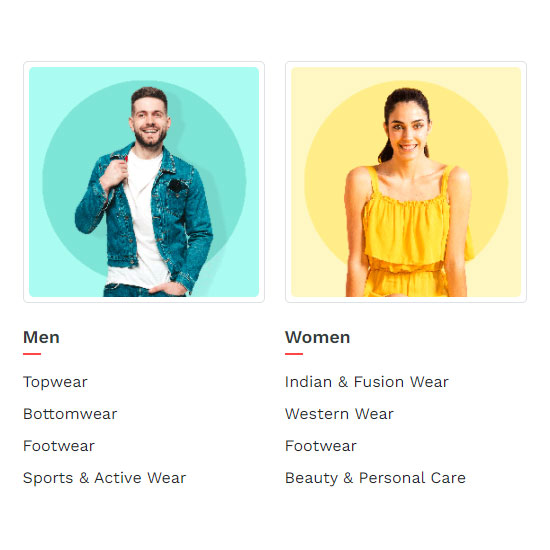 Men
Topwear
Bottomwear
Footwear
Sports & Active Wear
Women
Indian & Fusion Wear
Western Wear
Footwear
Beauty & Personal Care